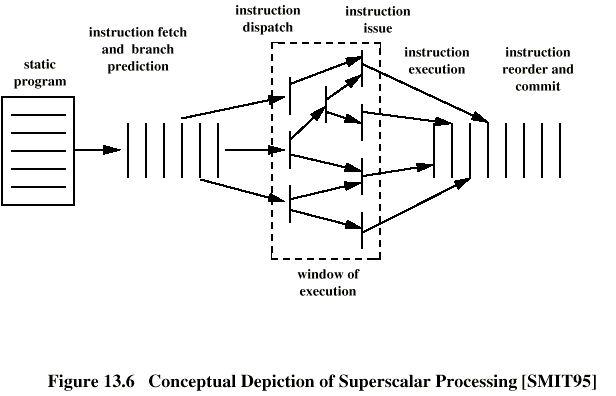 static
program
instruction fetch
and branch
prediction
instruction
dispatch
instruction
issue
instruction
execution
instruction
reorder and
commit
window of
execution
Figure 13.6 Conceptual Depiction of Superscalar Processing [SMIT95]